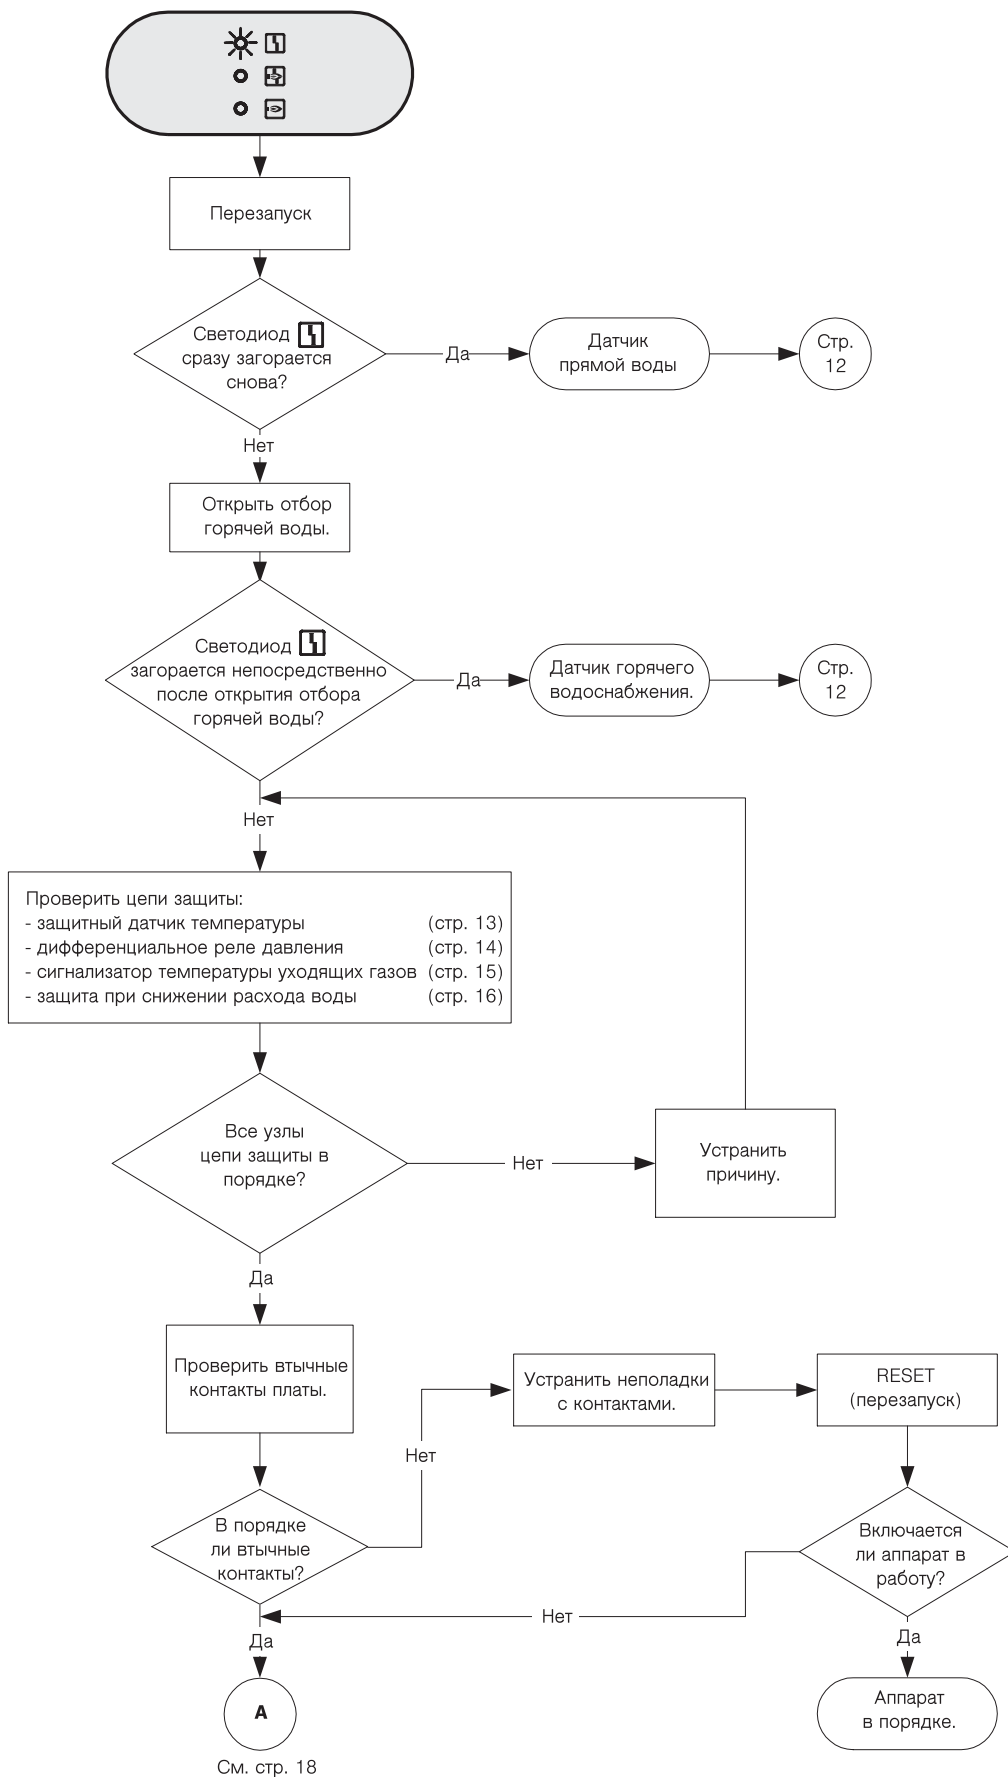 Перезапуск
Светодиод
сразу загорается
снова?
Да
Датчик
прямой воды
Стр.
12
Нет
Открыть отбор
горячей воды.
Светодиод
загорается непосредственно
после открытия отбора
горячей воды?
Да
Датчик горячего
водоснабжения.
Стр.
12
Нет
Проверить цепи защиты:
- защитный датчик температуры (стр. 13)
- дифференциальное реле давления (стр. 14)
- сигнализатор температуры уходящих газов (стр. 15)
- защита при снижении расхода воды (стр. 16)
Все узлы
цепи защиты в
порядке?
Нет
Устранить
причину.
Да
Проверить втычные
контакты платы.
В порядке
ли втычные
контакты?
Нет
Устранить неполадки
с контактами.
RESET
(перезапуск)
Включается
ли аппарат в
работу?
Нет
Да
Аппарат
в порядке.
Да
A
См. стр. 18